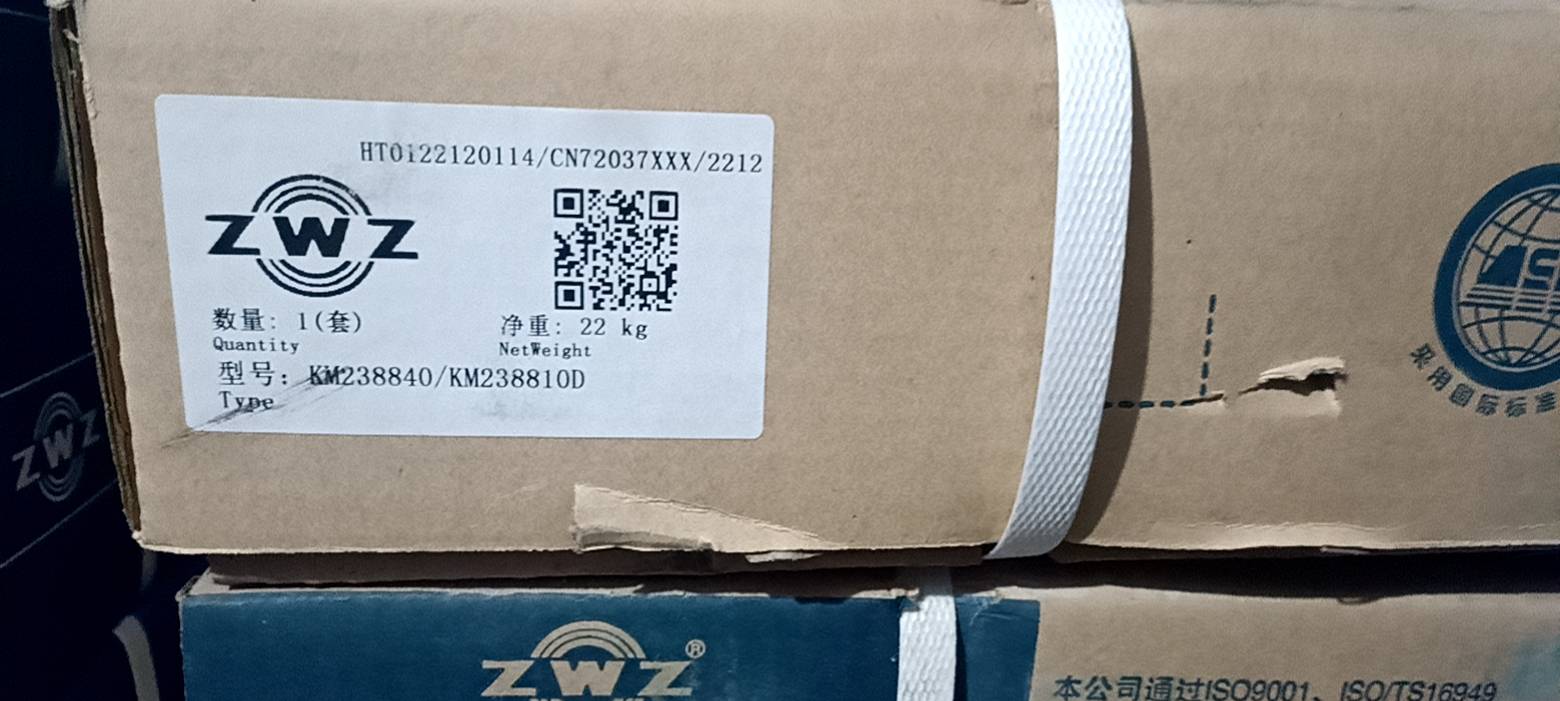 HT0122120114/CN72037XXX/2212
ZWZ
数量: 1(套)
Quantity
净重: 22 kg
NetWeight
型号: KM238840/KM238810D
Type
采用国际标准
ZWZ
ZWZ®
本公司通过ISO9001、ISO/TS16949